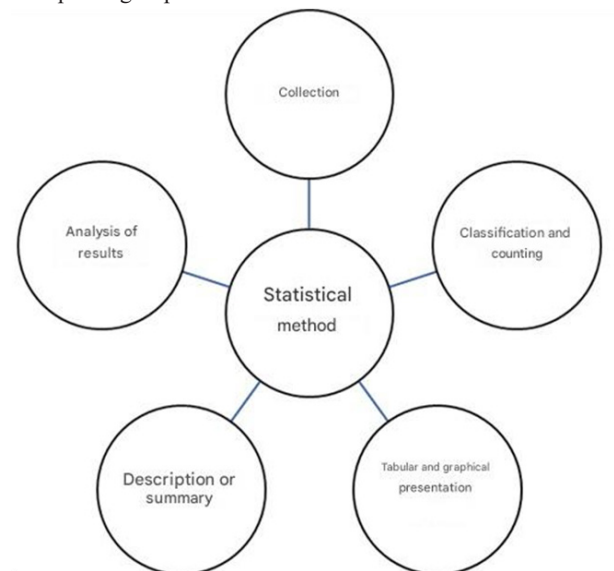 Collection
Analysis of
results
Classification and
counting
Statistical
method
Description or
summary
Tabular and graphical
presentation